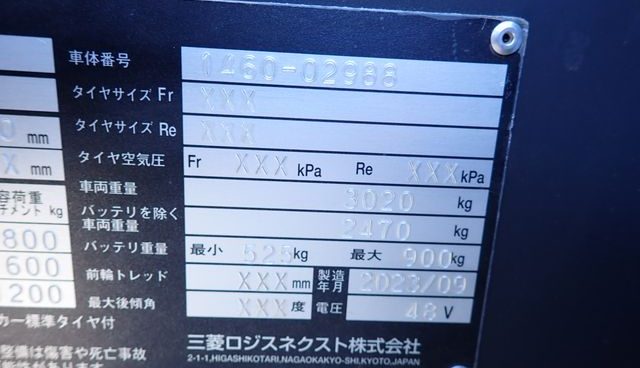 車体番号 1460-02988
タイヤサイズ Fr XXX
タイヤサイズ Re XXX
0 mm
タイヤ空気圧 Fr XXX kPa Re XXX kPa
X mm
車両重量 3020 kg
容荷重
チメント kg
バッテリを除く
車両重量 2470 kg
800
バッテリ重量 最小 525kg 最大 900kg
600
前輪トレッド XXX mm 製造年月 2023/09
1200
最大後傾角 XXX 度 電圧 48 V
カー標準タイヤ付
三菱ロジスネクスト株式会社
2-1-1,HIGASHIKOTARI,NAGAOKAKYO-SHI,KYOTO,JAPAN
整備は傷害や死亡事故